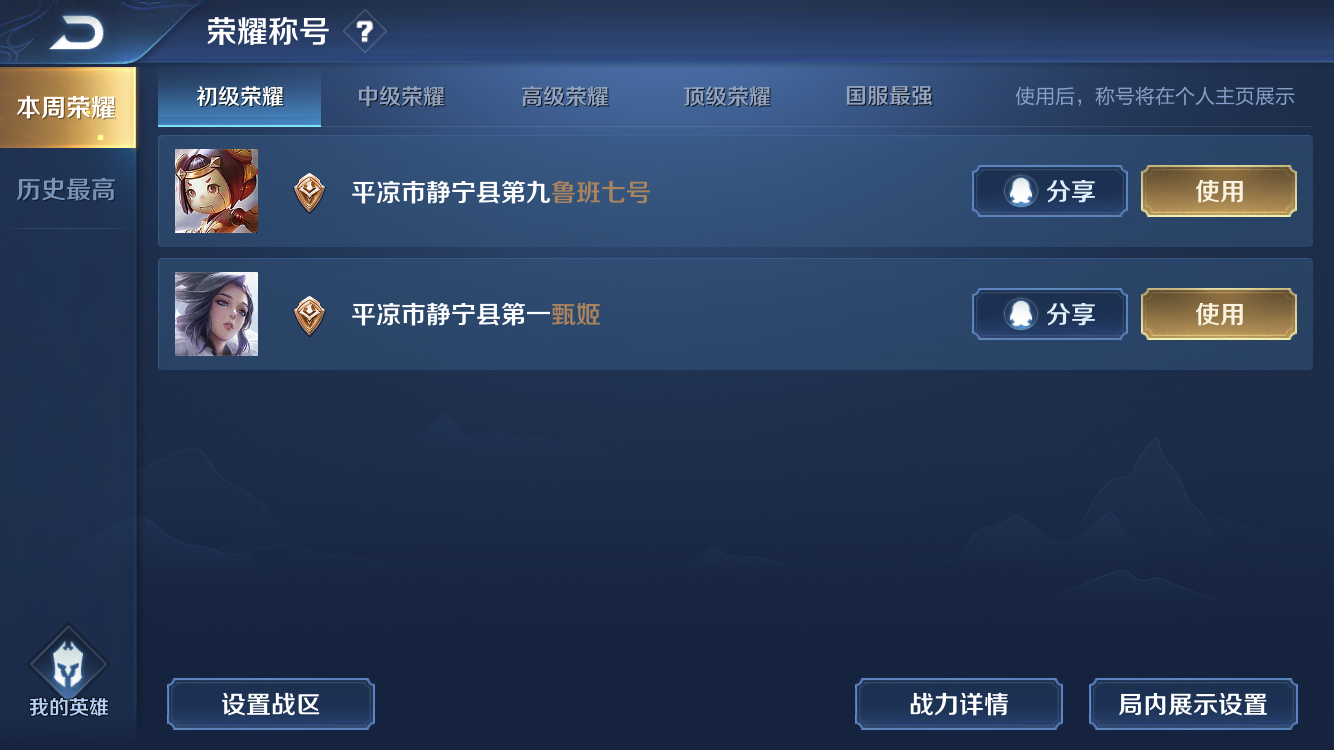 荣耀称号 ?
本周荣耀
历史最高
初级荣耀 中级荣耀 高级荣耀 顶级荣耀 国服最强 使用后，称号将在个人主页展示
平凉市静宁县第九鲁班七号 分享 使用
平凉市静宁县第一甄姬 分享 使用
我的英雄
设置战区 战力详情 局内展示设置